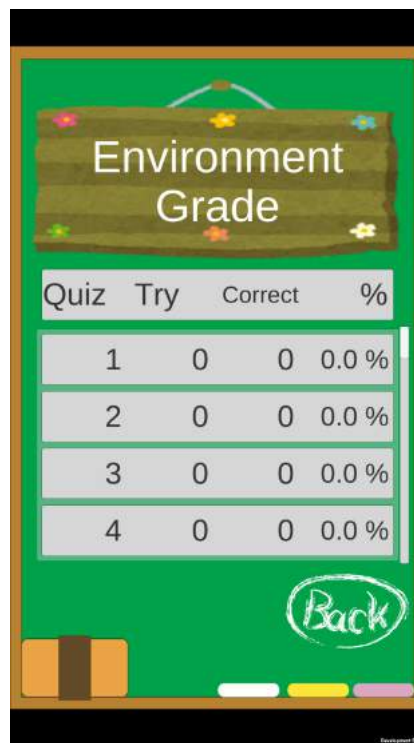 Environment
Grade
Quiz Try Correct %
1 0 0 0.0 %
2 0 0 0.0 %
3 0 0 0.0 %
4 0 0 0.0 %
Back
Development